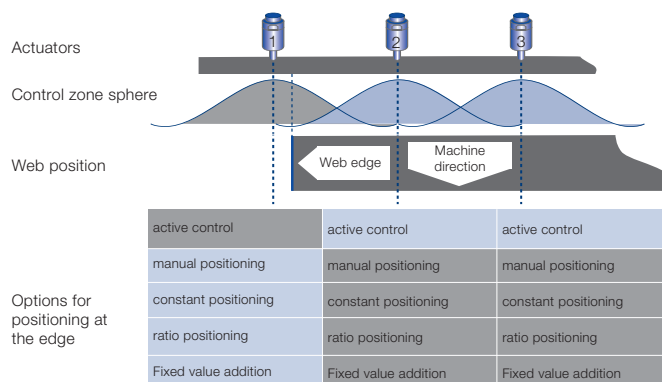 1 2 3
Actuators
Control zone sphere
Web position
Web edge
Machine
direction
active control active control active control
manual positioning manual positioning manual positioning
constant positioning constant positioning constant positioning
Options for
positioning at
the edge
ratio positioning ratio positioning ratio positioning
Fixed value addition Fixed value addition Fixed value addition